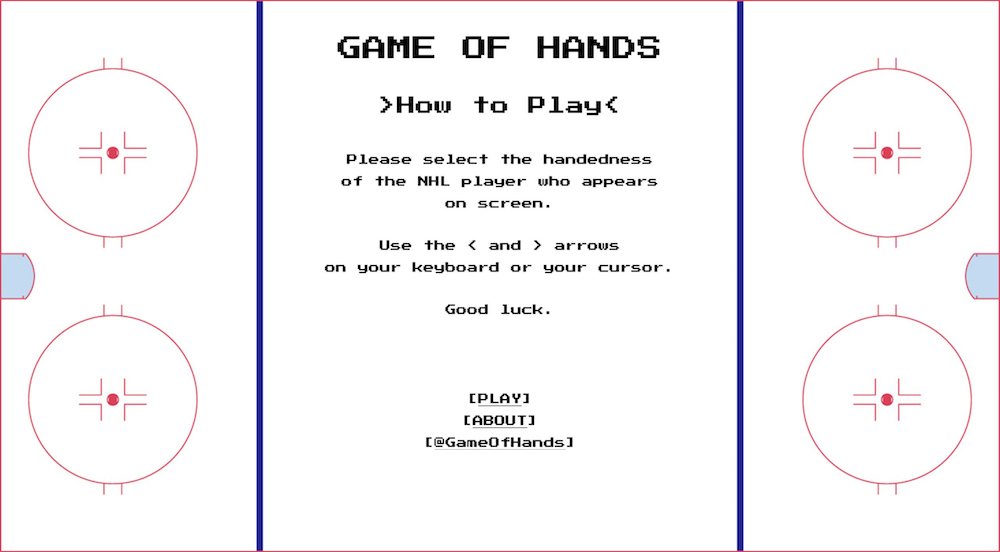 GAME OF HANDS
>How to Play<
Please select the handedness
of the NHL player who appears
on screen.
Use the < and > arrows
on your keyboard or your cursor.
Good luck.
[PLAY]
[ABOUT]
[@GameOfHands]